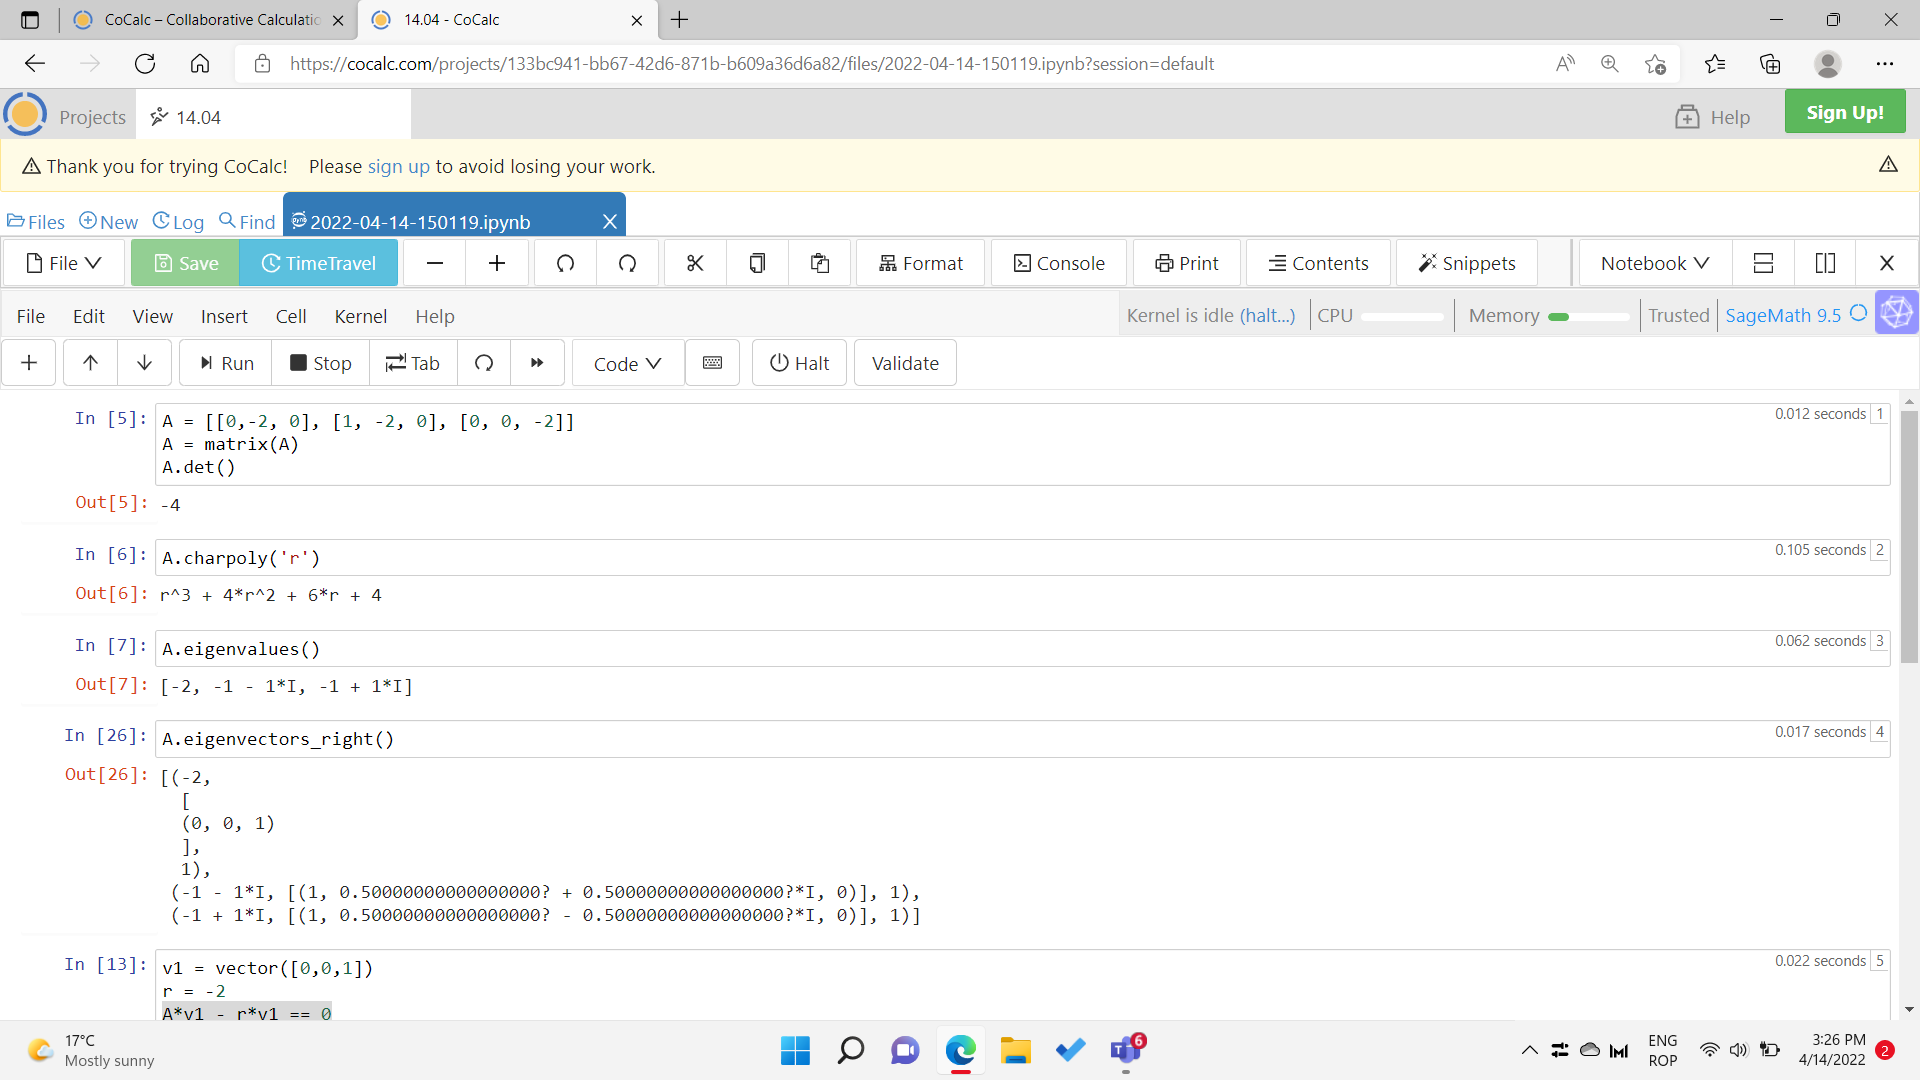 CoCalc – Collaborative Calculatio
14.04 - CoCalc
https://cocalc.com/projects/133bc941-bb67-42d6-871b-b609a36d6a82/files/2022-04-14-150119.ipynb?session=default
Projects
14.04
Help
Sign Up!
Thank you for trying CoCalc! Please sign up to avoid losing your work.
Files New Log Find 2022-04-14-150119.ipynb
File Save TimeTravel Format Console Print Contents Snippets Notebook
File Edit View Insert Cell Kernel Help Kernel is idle (halt...) CPU Memory Trusted SageMath 9.5
Run Stop Tab Code Halt Validate
In [5]: A = [[0,-2, 0], [1, -2, 0], [0, 0, -2]] 0.012 seconds 1
A = matrix(A)
A.det()
Out[5]: -4
In [6]: A.charpoly('r') 0.105 seconds 2
Out[6]: r^3 + 4*r^2 + 6*r + 4
In [7]: A.eigenvalues() 0.062 seconds 3
Out[7]: [-2, -1 - 1*I, -1 + 1*I]
In [26]: A.eigenvectors_right() 0.017 seconds 4
Out[26]: [(-2,
[
(0, 0, 1)
],
1),
(-1 - 1*I, [(1, 0.50000000000000000? + 0.50000000000000000?*I, 0)], 1),
(-1 + 1*I, [(1, 0.50000000000000000? - 0.50000000000000000?*I, 0)], 1)]
In [13]: v1 = vector([0,0,1]) 0.022 seconds 5
r = -2
A*v1 - r*v1 == 0
17°C
Mostly sunny
6
ENG
ROP
3:26 PM
4/14/2022
2